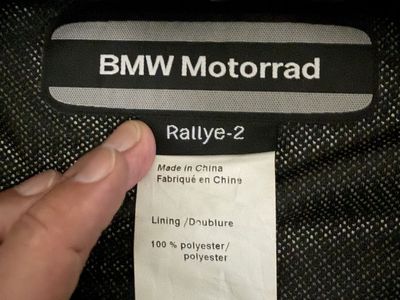 BMW Motorrad
Rallye-2
Made in China
Fabriqué en Chine
Lining /Doublure
100 % polyester/
polyester